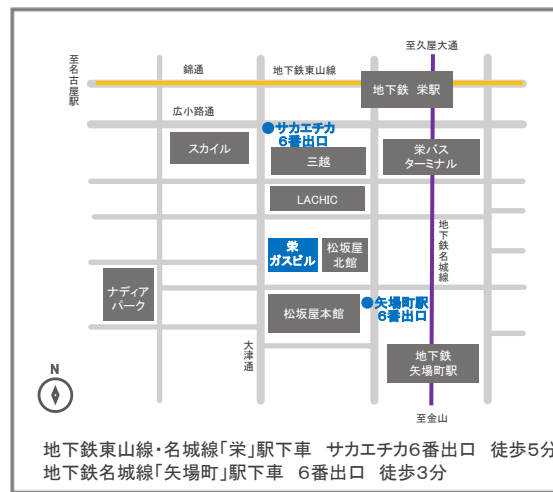 至久屋大通
至名古屋駅
錦通
地下鉄東山線
地下鉄 栄駅
広小路通
サカエチカ
6番出口
スカイル
三越
栄バス
ターミナル
LACHIC
栄
ガスビル
松坂屋
北館
地下鉄名城線
ナディア
パーク
松坂屋本館
矢場町駅
6番出口
大津通
地下鉄
矢場町駅
N
至金山
地下鉄東山線・名城線「栄」駅下車 サカエチカ6番出口 徒歩5分
地下鉄名城線「矢場町」駅下車 6番出口 徒歩3分